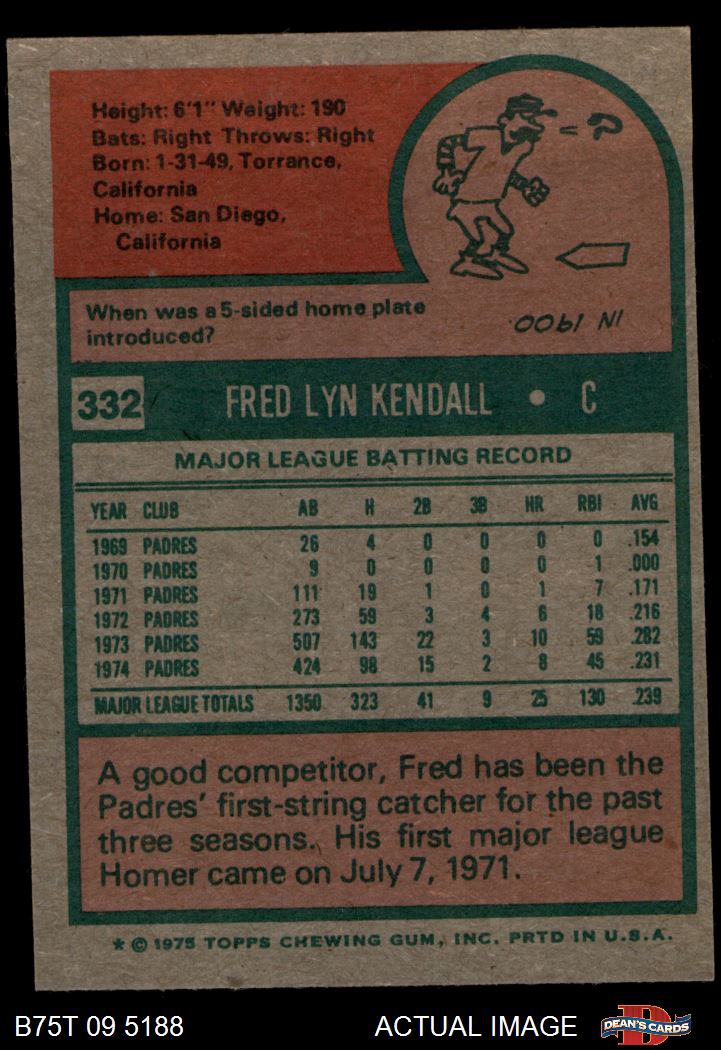 Height: 6'1" Weight: 190
Bats: Right Throws: Right
Born: 1-31-49, Torrance,
California
Home: San Diego,
California
When was a 5-sided home plate
introduced?
IN 1900.
332 FRED LYN KENDALL • C
MAJOR LEAGUE BATTING RECORD
YEAR CLUB AB H 2B 3B HR RBI AVG
1969 PADRES 26 4 0 0 0 0 .154
1970 PADRES 9 0 0 0 0 1 .000
1971 PADRES 111 19 1 0 1 7 .171
1972 PADRES 273 59 3 4 6 18 .216
1973 PADRES 507 143 22 3 10 59 .282
1974 PADRES 424 98 15 2 8 45 .231
MAJOR LEAGUE TOTALS 1350 323 41 9 25 130 .239
A good competitor, Fred has been the
Padres' first-string catcher for the past
three seasons. His first major league
Homer came on July 7, 1971.
* © 1975 TOPPS CHEWING GUM, INC. PRTD IN U.S.A.
B75T 09 5188 ACTUAL IMAGE DEAN'S CARDS